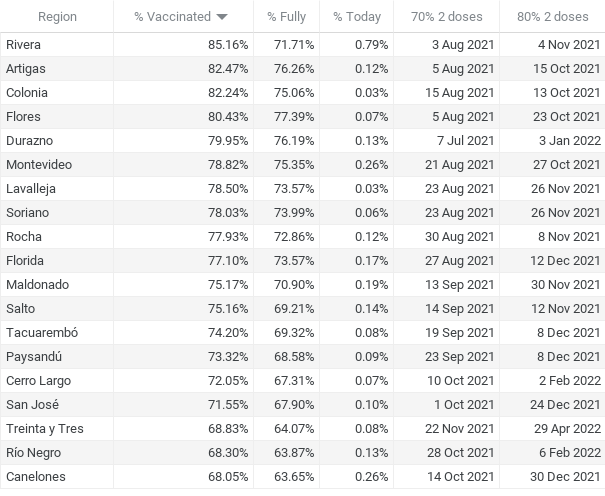 Region % Vaccinated % Fully % Today 70% 2 doses 80% 2 doses
Rivera 85.16% 71.71% 0.79% 3 Aug 2021 4 Nov 2021
Artigas 82.47% 76.26% 0.12% 5 Aug 2021 15 Oct 2021
Colonia 82.24% 75.06% 0.03% 15 Aug 2021 13 Oct 2021
Flores 80.43% 77.39% 0.07% 5 Aug 2021 23 Oct 2021
Durazno 79.95% 76.19% 0.13% 7 Jul 2021 3 Jan 2022
Montevideo 78.82% 75.35% 0.26% 21 Aug 2021 27 Oct 2021
Lavalleja 78.50% 73.57% 0.03% 23 Aug 2021 26 Nov 2021
Soriano 78.03% 73.99% 0.06% 23 Aug 2021 26 Nov 2021
Rocha 77.93% 72.86% 0.12% 30 Aug 2021 8 Nov 2021
Florida 77.10% 73.57% 0.17% 27 Aug 2021 12 Dec 2021
Maldonado 75.17% 70.90% 0.19% 13 Sep 2021 30 Nov 2021
Salto 75.16% 69.21% 0.14% 14 Sep 2021 12 Nov 2021
Tacuarembó 74.20% 69.32% 0.08% 19 Sep 2021 8 Dec 2021
Paysandú 73.32% 68.58% 0.09% 23 Sep 2021 8 Dec 2021
Cerro Largo 72.05% 67.31% 0.07% 10 Oct 2021 2 Feb 2022
San José 71.55% 67.90% 0.10% 1 Oct 2021 24 Dec 2021
Treinta y Tres 68.83% 64.07% 0.08% 22 Nov 2021 29 Apr 2022
Río Negro 68.30% 63.87% 0.13% 28 Oct 2021 6 Feb 2022
Canelones 68.05% 63.65% 0.26% 14 Oct 2021 30 Dec 2021